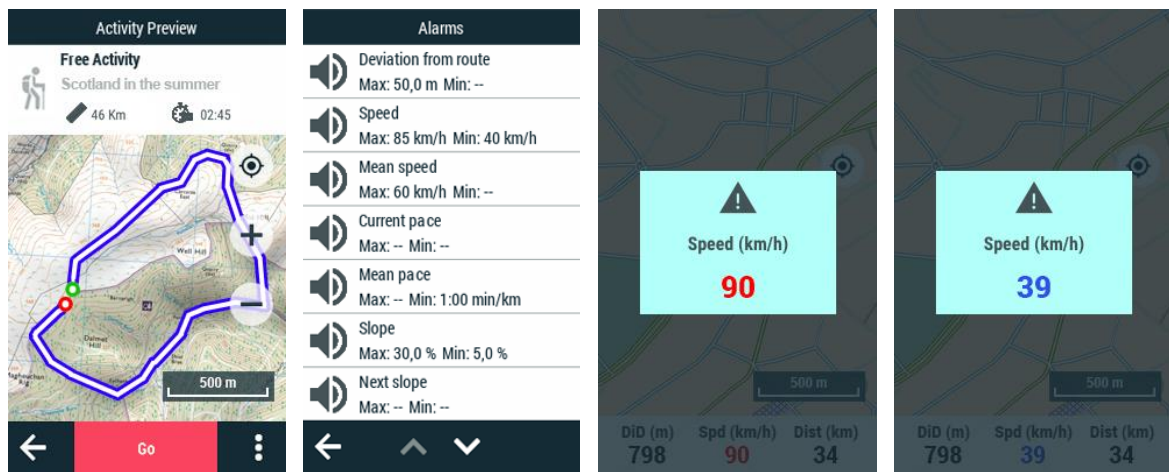 Activity Preview
Free Activity
Scotland in the summer
46 Km 02:45
Well Hill
Dalmet
Hill
500 m
Go
Alarms
Deviation from route
Max: 50,0 m Min: --
Speed
Max: 85 km/h Min: 40 km/h
Mean speed
Max: 60 km/h Min: --
Current pace
Max: -- Min: --
Mean pace
Max: -- Min: 1:00 min/km
Slope
Max: 30,0 % Min: 5,0 %
Next slope
Max: -- Min: --
Speed (km/h)
90
500 m
DiD (m) Spd (km/h) Dist (km)
798 90 34
Speed (km/h)
39
500 m
DiD (m) Spd (km/h) Dist (km)
798 39 34